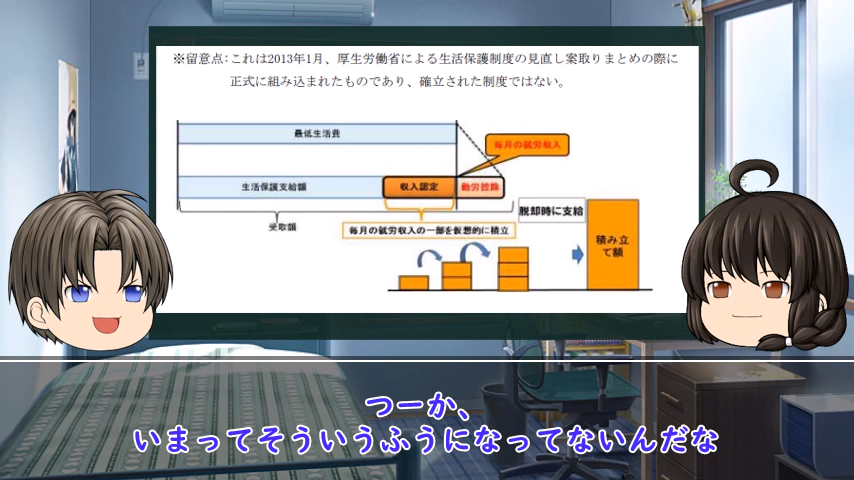 ※留意点：これは2013年1月、厚生労働省による生活保護制度の見直し案取りまとめの際に
正式に組み込まれたものであり、確立された制度ではない。
最低生活費
毎月の就労収入
生活保護支給額
収入認定
勤労控除
受取額
毎月の就労収入の一部を仮想的に積立
脱却時に支給
積み立
て額
つーか、
いまってそういうふうになってないんだな